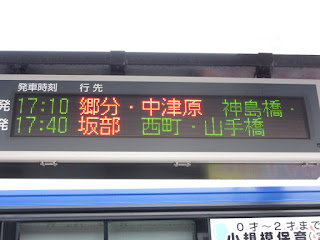 発車時刻 行先
発 17:10 郷分・中津原 神島橋・
発 17:40 坂部 西町・山手橋
0才～2才まで
小規模保育